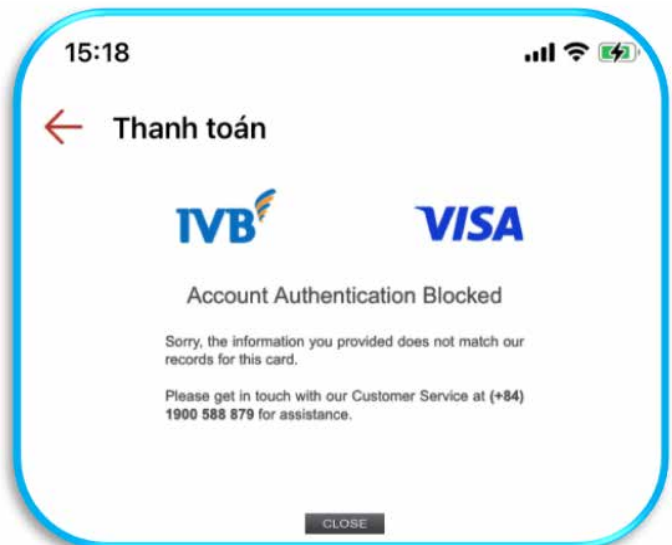 15:18
Thanh toán
IVB VISA
Account Authentication Blocked
Sorry, the information you provided does not match our
records for this card.
Please get in touch with our Customer Service at (+84)
1900 588 879 for assistance.
CLOSE